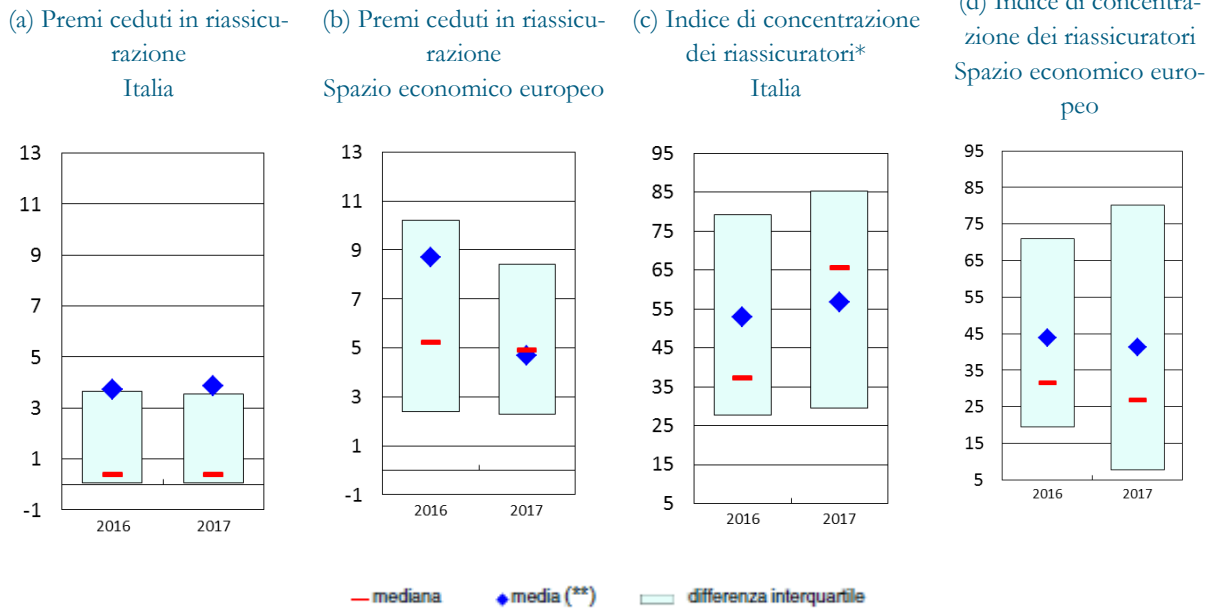 (a) Premi ceduti in riassicu-
razione
Italia
(b) Premi ceduti in riassicu-
razione
Spazio economico europeo
(c) Indice di concentrazione
dei riassicuratori*
Italia
(d) Indice di concentra-
zione dei riassicuratori
Spazio economico euro-
peo
13
11
9
7
5
3
1
-1
2016
2017
13
11
9
7
5
3
1
-1
2016
2017
95
85
75
65
55
45
35
25
15
5
2016
2017
95
85
75
65
55
45
35
25
15
5
2016
2017
mediana
media (**)
differenza interquartile